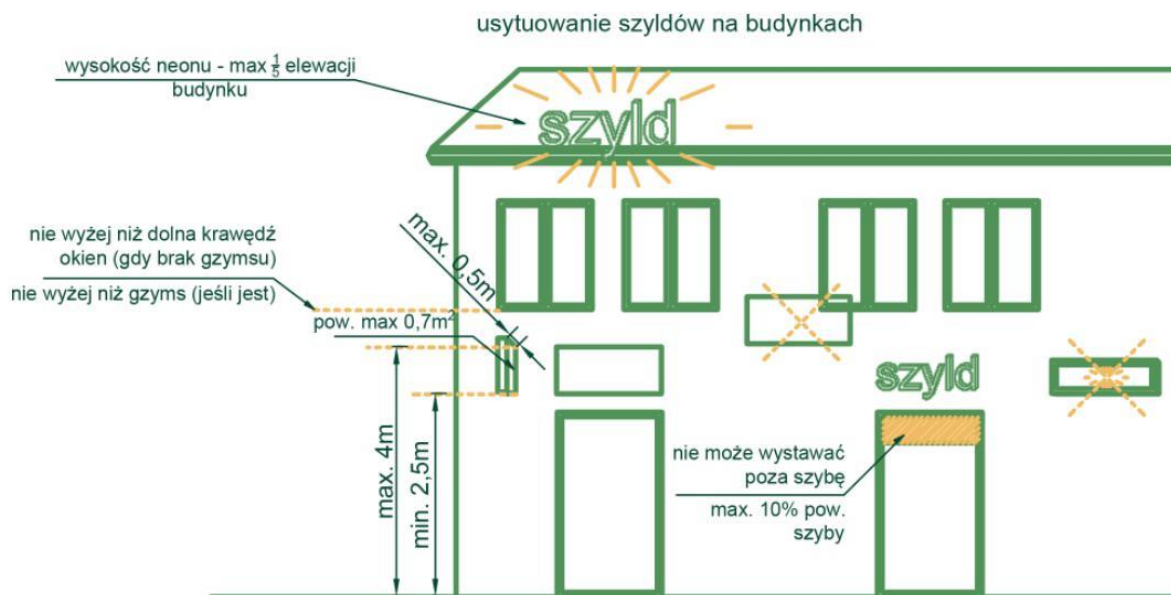 usytuowanie szyldów na budynkach
wysokość neonu - max 1/5 elewacji
budynku
szyld
nie wyżej niż dolna krawędź
okien (gdy brak gzymsu)
nie wyżej niż gzyms (jeśli jest)
max. 0,5m
pow. max 0,7m²
max. 4m
min. 2,5m
szyld
nie może wystawać
poza szybę
max. 10% pow.
szyby